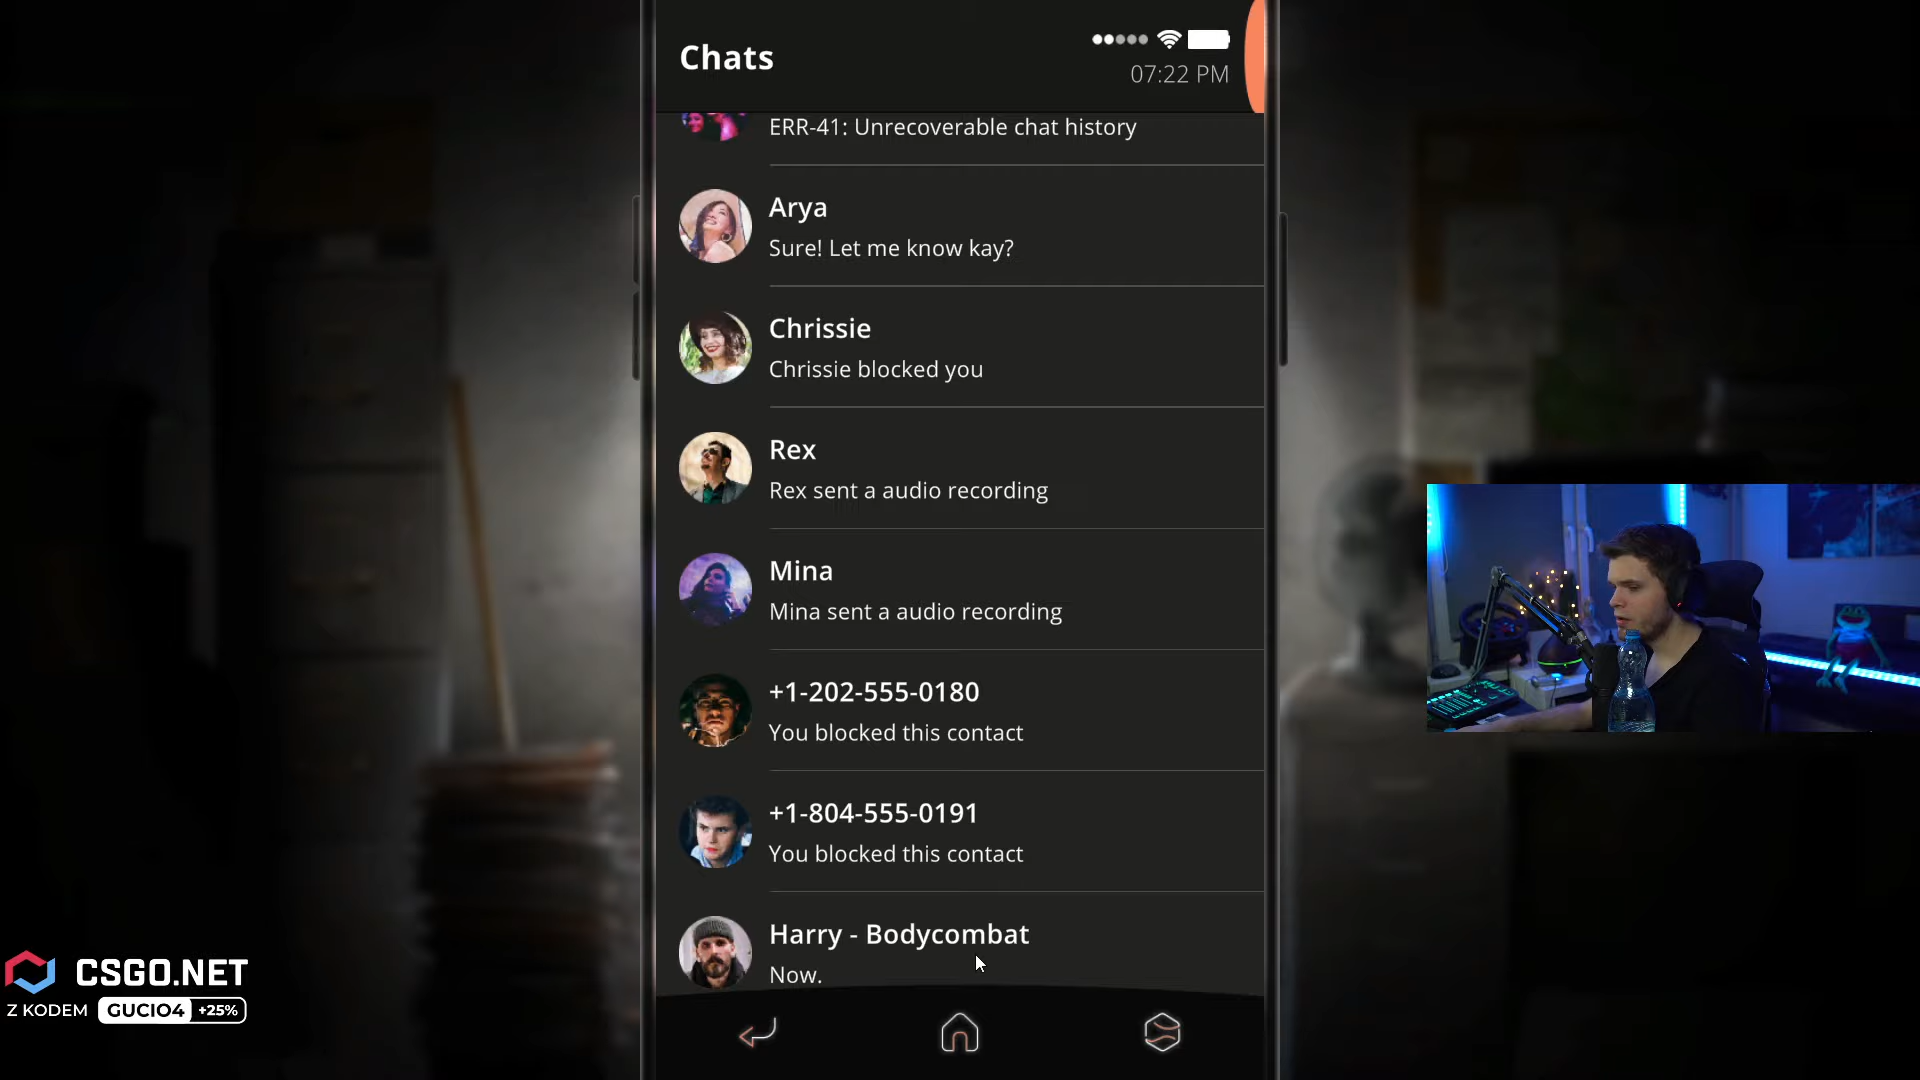 Chats
07:22 PM
ERR-41: Unrecoverable chat history
Arya
Sure! Let me know kay?
Chrissie
Chrissie blocked you
Rex
Rex sent a audio recording
Mina
Mina sent a audio recording
+1-202-555-0180
You blocked this contact
+1-804-555-0191
You blocked this contact
Harry - Bodycombat
Now.
CSGO.NET
Z KODEM GUCIO4 +25%